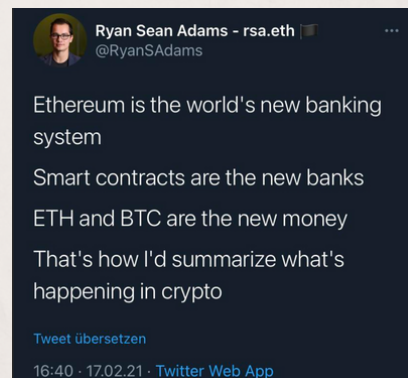 Ryan Sean Adams - rsa.eth 🏴
@RyanSAdams
Ethereum is the world's new banking
system
Smart contracts are the new banks
ETH and BTC are the new money
That's how I'd summarize what's
happening in crypto
Tweet übersetzen
16:40 · 17.02.21 · Twitter Web App